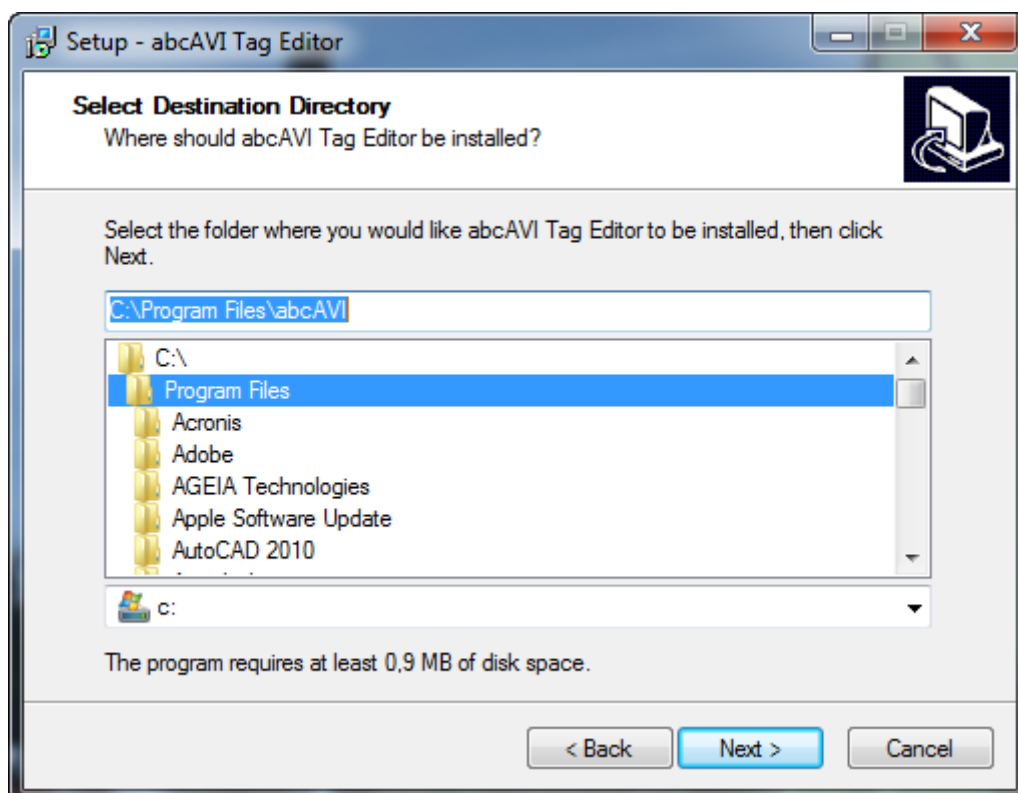 Setup - abcAVI Tag Editor
Select Destination Directory
Where should abcAVI Tag Editor be installed?
Select the folder where you would like abcAVI Tag Editor to be installed, then click
Next.
C:\Program Files\abcAVI
C:\
Program Files
Acronis
Adobe
AGEIA Technologies
Apple Software Update
AutoCAD 2010
c:
The program requires at least 0,9 MB of disk space.
< Back
Next >
Cancel